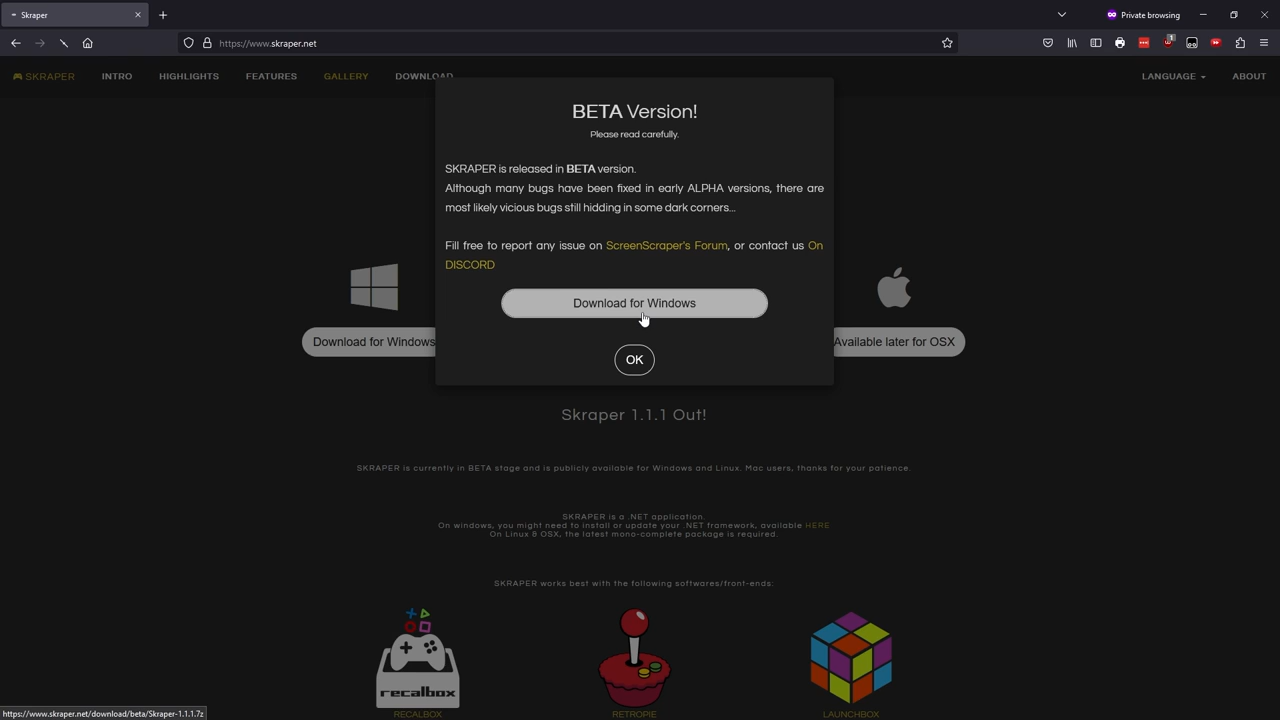 Skraper
Private browsing
https://www.skraper.net
1
SKRAPER
INTRO
HIGHLIGHTS
FEATURES
GALLERY
DOWNLOAD
LANGUAGE
ABOUT
BETA Version!
Please read carefully.
SKRAPER is released in BETA version.
Although many bugs have been fixed in early ALPHA versions, there are
most likely vicious bugs still hidding in some dark corners...
Fill free to report any issue on ScreenScraper's Forum, or contact us On
DISCORD
Download for Windows
OK
Download for Windows
Available later for OSX
Skraper 1.1.1 Out!
SKRAPER is currently in BETA stage and is publicly available for Windows and Linux. Mac users, thanks for your patience.
SKRAPER is a .NET application.
On windows, you might need to install or update your .NET framework, available HERE
On Linux & OSX, the latest mono-complete package is required.
SKRAPER works best with the following softwares/front-ends:
recalbox
RECALBOX
RETROPIE
LAUNCHBOX
https://www.skraper.net/download/beta/Skraper-1.1.1.7z